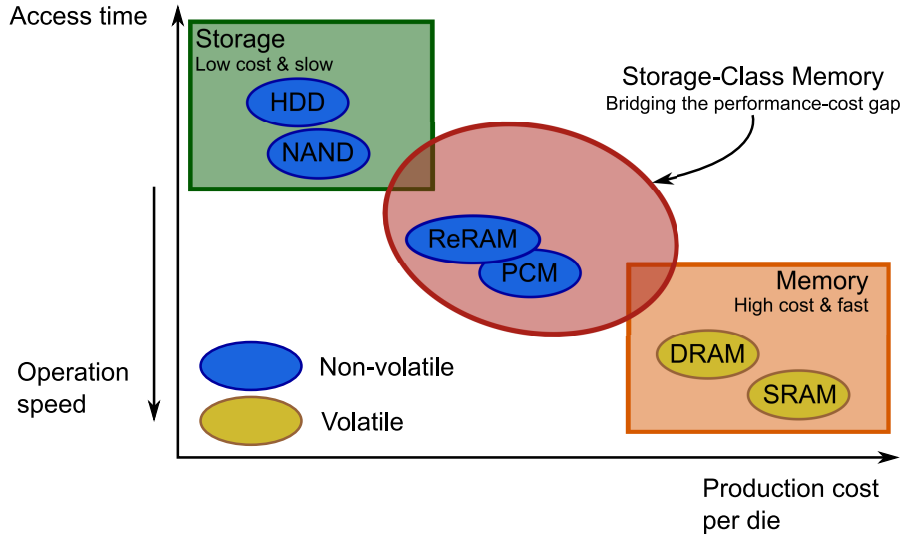 Access time
Storage
Low cost & slow
HDD
NAND
Storage-Class Memory
Bridging the performance-cost gap
ReRAM
PCM
Memory
High cost & fast
DRAM
SRAM
Operation
speed
Non-volatile
Volatile
Production cost
per die